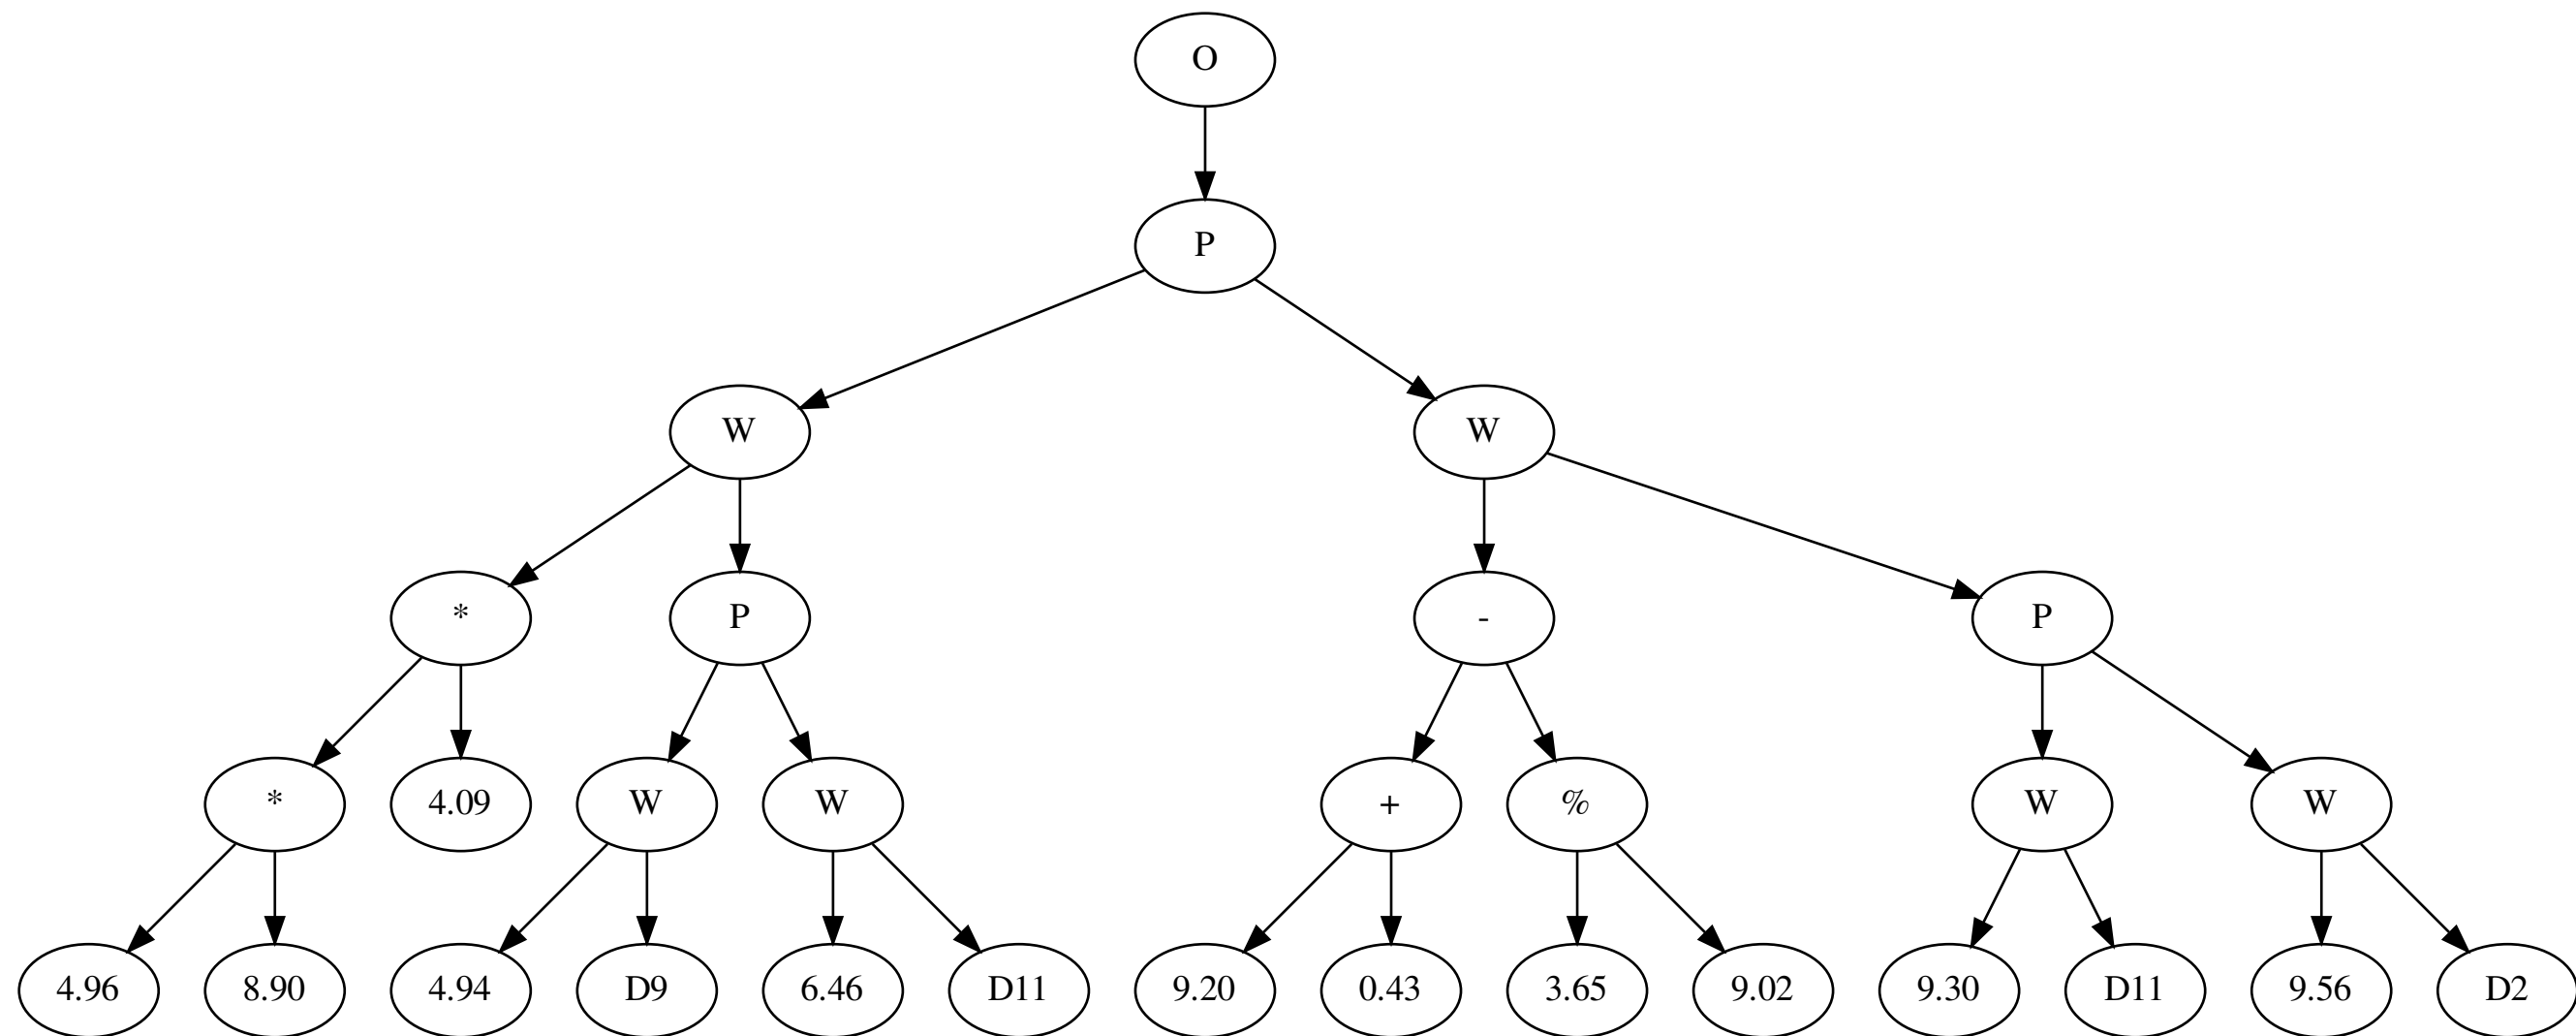 O
P
W W
* P - P
* 4.09 W W + % W W
4.96 8.90 4.94 D9 6.46 D11 9.20 0.43 3.65 9.02 9.30 D11 9.56 D2